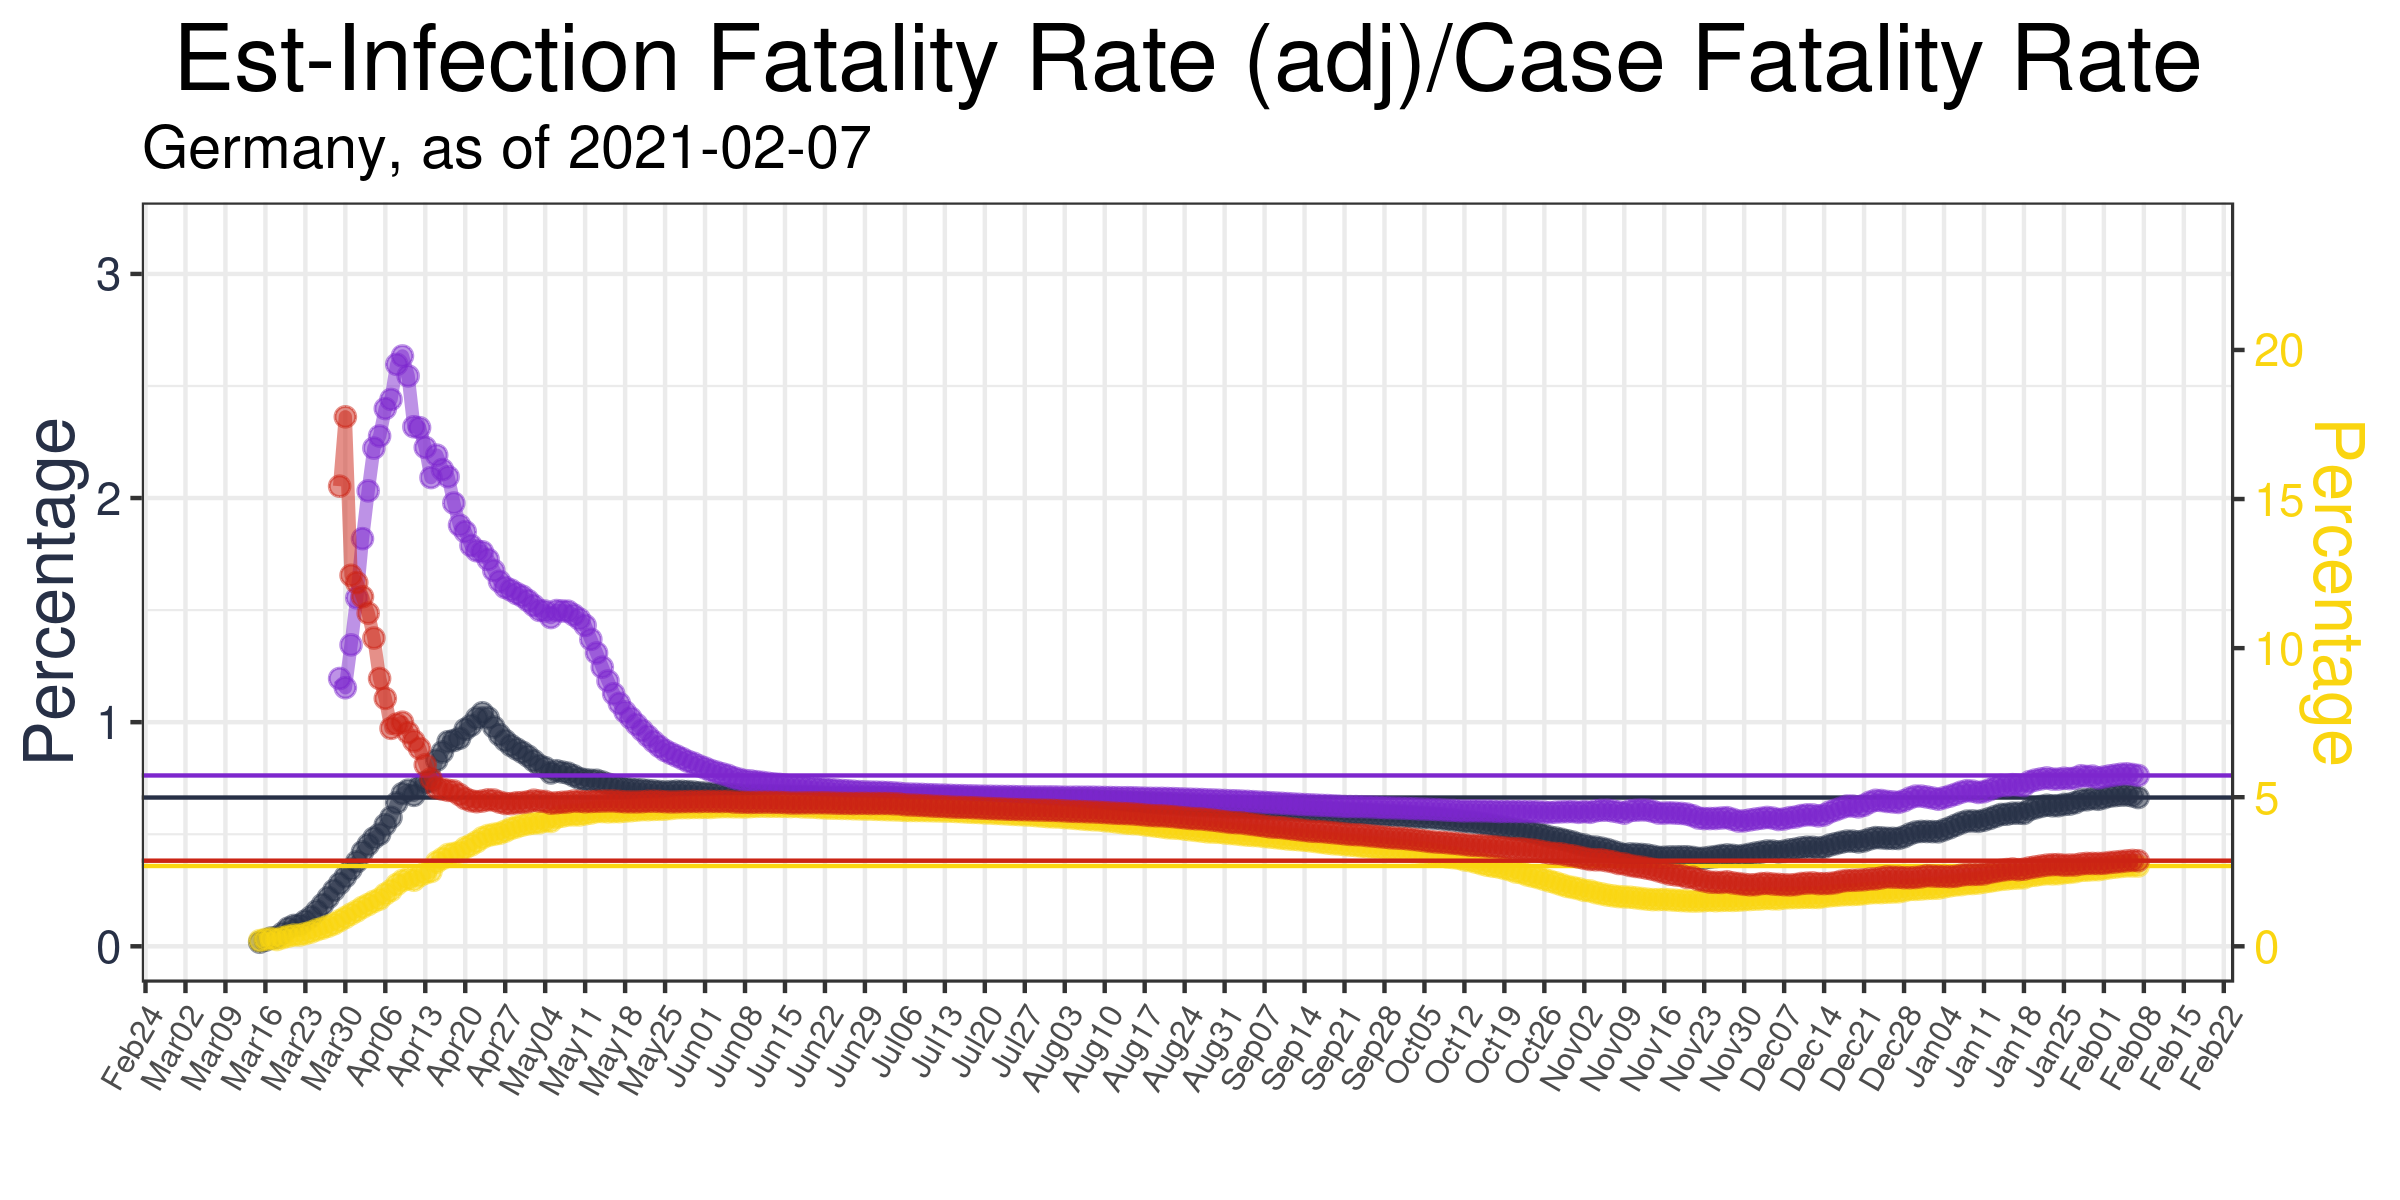 Est-Infection Fatality Rate (adj)/Case Fatality Rate
Germany, as of 2021-02-07
Percentage
3
2
1
0
20
15
10
5
0
Percentage
Feb24
Mar02
Mar09
Mar16
Mar23
Mar30
Apr06
Apr13
Apr20
Apr27
May04
May11
May18
May25
Jun01
Jun08
Jun15
Jun22
Jun29
Jul06
Jul13
Jul20
Jul27
Aug03
Aug10
Aug17
Aug24
Aug31
Sep07
Sep14
Sep21
Sep28
Oct05
Oct12
Oct19
Oct26
Nov02
Nov09
Nov16
Nov23
Nov30
Dec07
Dec14
Dec21
Dec28
Jan04
Jan11
Jan18
Jan25
Feb01
Feb08
Feb15
Feb22